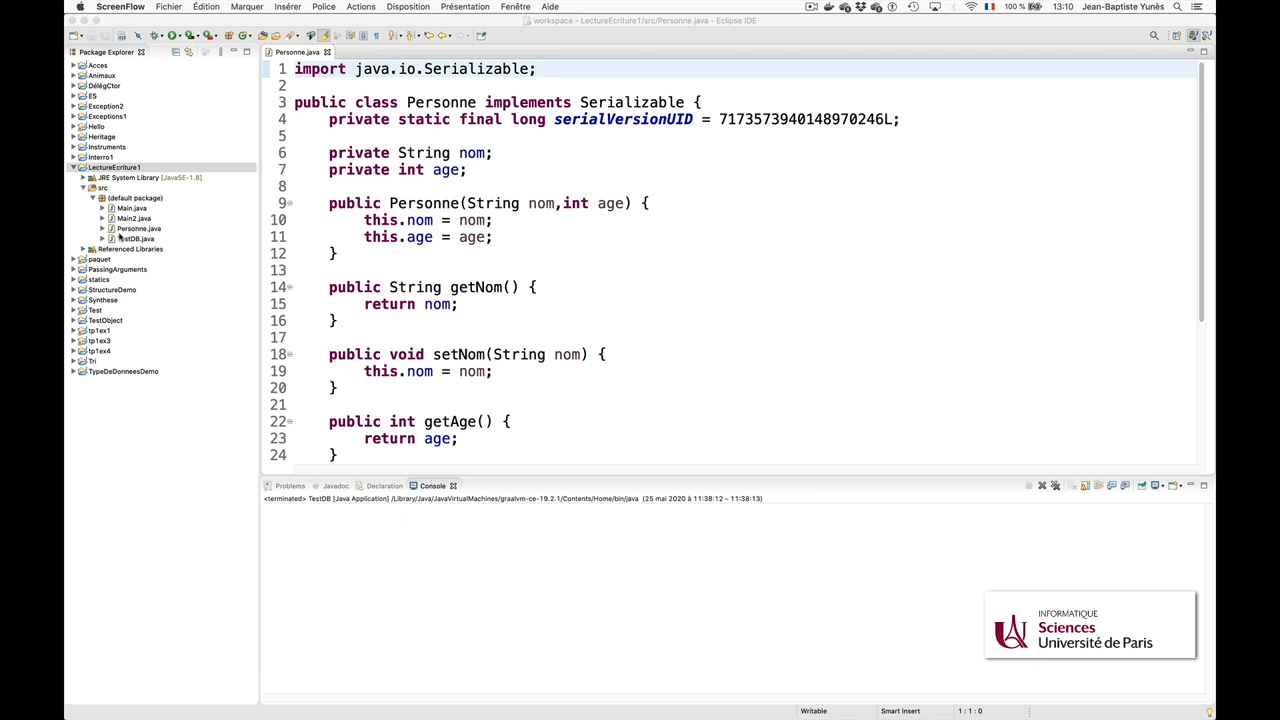 ScreenFlow Fichier Édition Marquer Insérer Police Actions Disposition Présentation Fenêtre Aide 100 % 13:10 Jean-Baptiste Yunès
workspace - LectureEcriture1/src/Personne.java - Eclipse IDE
Package Explorer
Acces
Animaux
DélégCtor
ES
Exception2
Exceptions1
Hello
Heritage
Instruments
Interro1
LectureEcriture1
JRE System Library [JavaSE-1.8]
src
(default package)
Main.java
Main2.java
Personne.java
TestDB.java
Referenced Libraries
paquet
PassingArguments
statics
StructureDemo
Synthese
Test
TestObject
tp1ex1
tp1ex3
tp1ex4
Tri
TypeDeDonneesDemo
Personne.java
1 import java.io.Serializable;
2
3 public class Personne implements Serializable {
4 private static final long serialVersionUID = 7173573940148970246L;
5
6 private String nom;
7 private int age;
8
9 public Personne(String nom,int age) {
10 this.nom = nom;
11 this.age = age;
12 }
13
14 public String getNom() {
15 return nom;
16 }
17
18 public void setNom(String nom) {
19 this.nom = nom;
20 }
21
22 public int getAge() {
23 return age;
24 }
Problems Javadoc Declaration Console
<terminated> TestDB [Java Application] /Library/Java/JavaVirtualMachines/graalvm-ce-19.2.1/Contents/Home/bin/java (25 mai 2020 à 11:38:12 – 11:38:13)
INFORMATIQUE
Sciences
Université de Paris
Writable Smart Insert 1 : 1 : 0